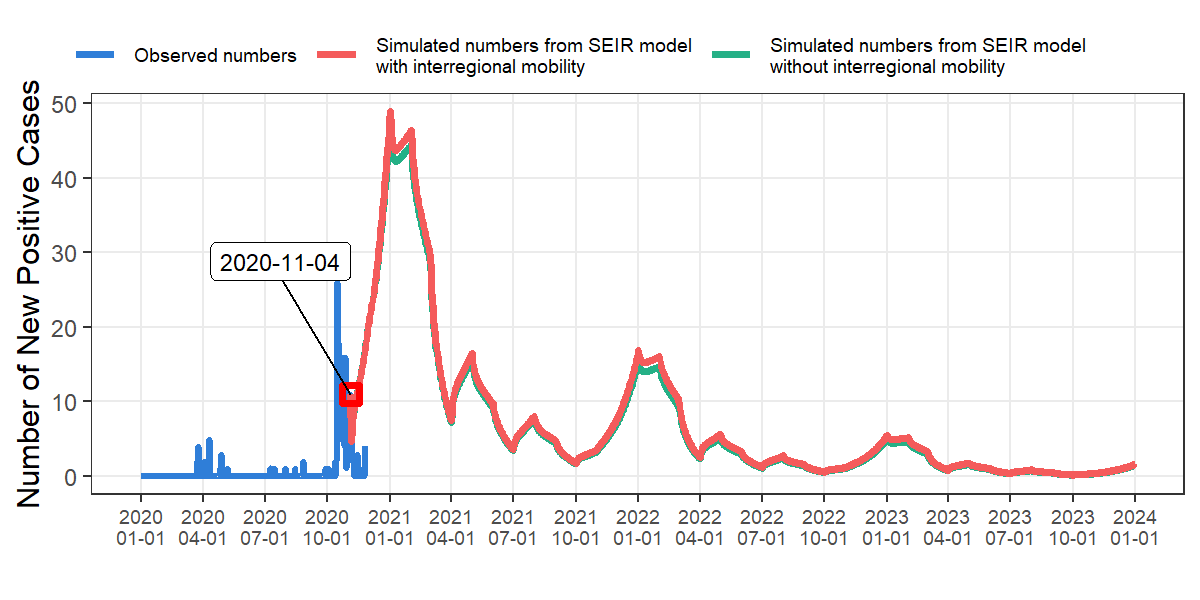 Observed numbers
Simulated numbers from SEIR model
with interregional mobility
Simulated numbers from SEIR model
without interregional mobility
Number of New Positive Cases
50
40
30
20
10
0
2020-11-04
2020 2020 2020 2020 2021 2021 2021 2021 2022 2022 2022 2022 2023 2023 2023 2023 2024
01-01 04-01 07-01 10-01 01-01 04-01 07-01 10-01 01-01 04-01 07-01 10-01 01-01 04-01 07-01 10-01 01-01